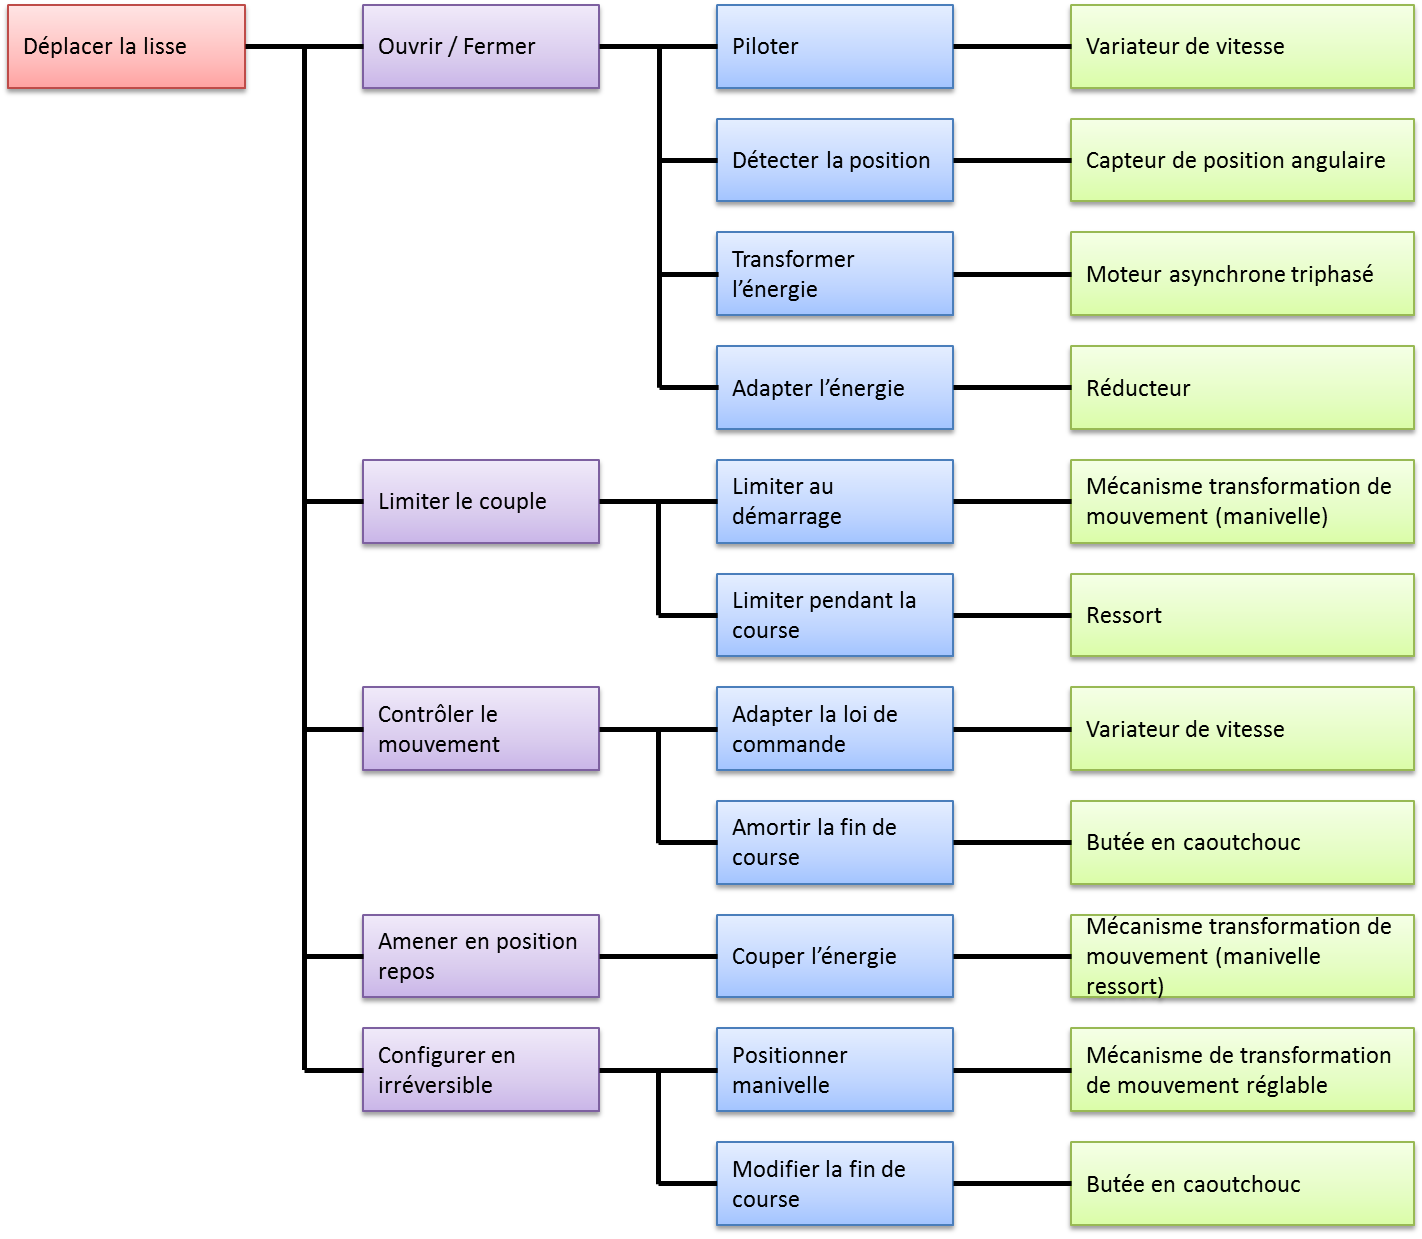 Déplacer la lisse
Ouvrir / Fermer
Piloter
Variateur de vitesse
Détecter la position
Capteur de position angulaire
Transformer
l’énergie
Moteur asynchrone triphasé
Adapter l’énergie
Réducteur
Limiter le couple
Limiter au
démarrage
Mécanisme transformation de
mouvement (manivelle)
Limiter pendant la
course
Ressort
Contrôler le
mouvement
Adapter la loi de
commande
Variateur de vitesse
Amortir la fin de
course
Butée en caoutchouc
Amener en position
repos
Couper l’énergie
Mécanisme transformation de
mouvement (manivelle
ressort)
Configurer en
irréversible
Positionner
manivelle
Mécanisme de transformation
de mouvement réglable
Modifier la fin de
course
Butée en caoutchouc